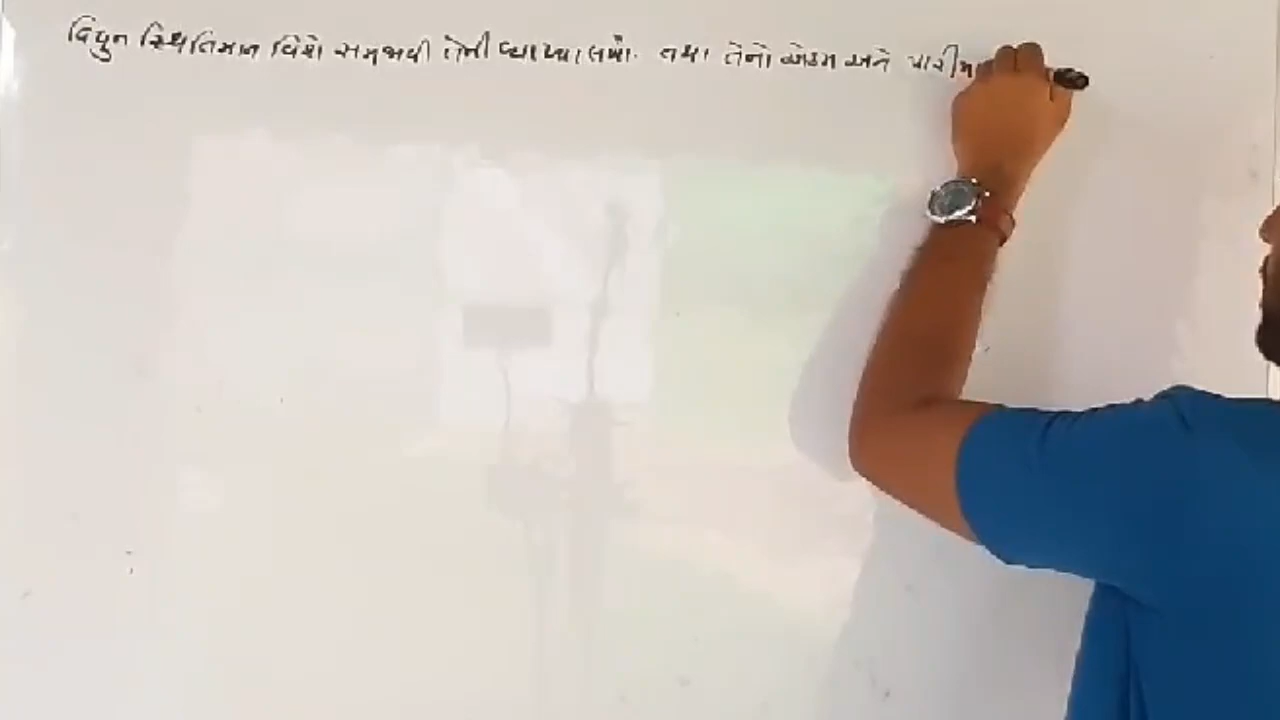 વિદ્યુત સ્થિતિમાન વિશે સમજાવી તેની વ્યાખ્યા લખો. તથા તેનો એકમ અને પારીમા